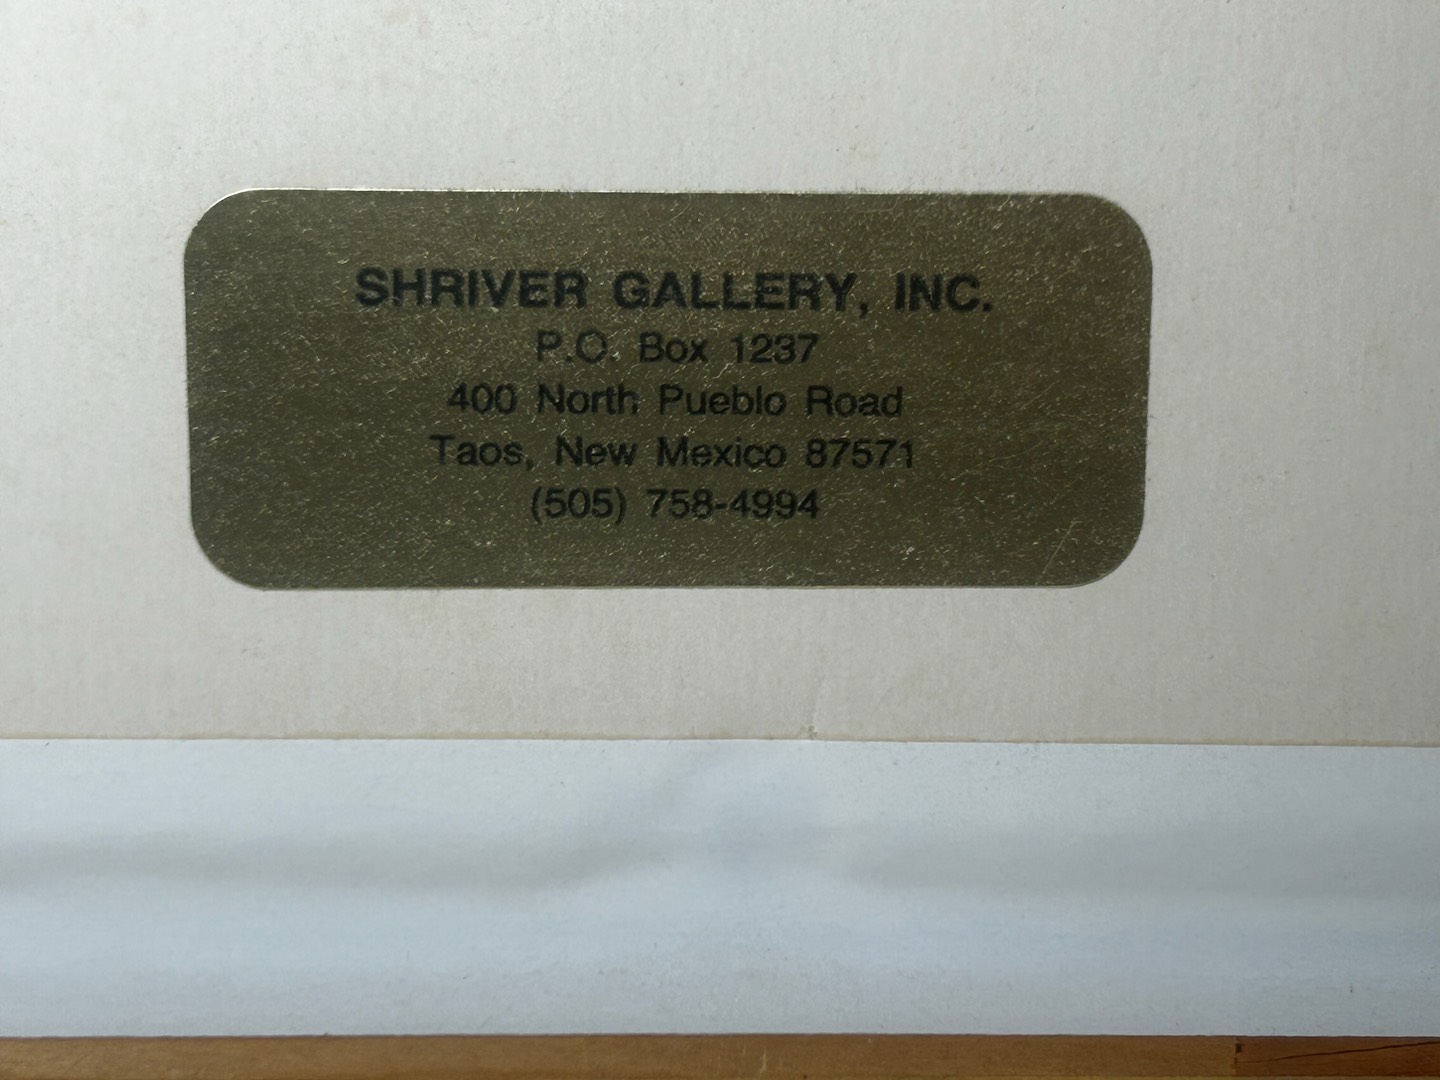 SHRIVER GALLERY, INC.
P.O. Box 1237
400 North Pueblo Road
Taos, New Mexico 87571
(505) 758-4994